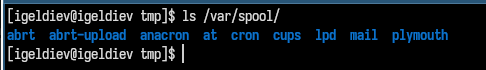 [igeldiev@igeldiev tmp]$ ls /var/spool/
abrt abrt-upload anacron at cron cups lpd mail plymouth
[igeldiev@igeldiev tmp]$